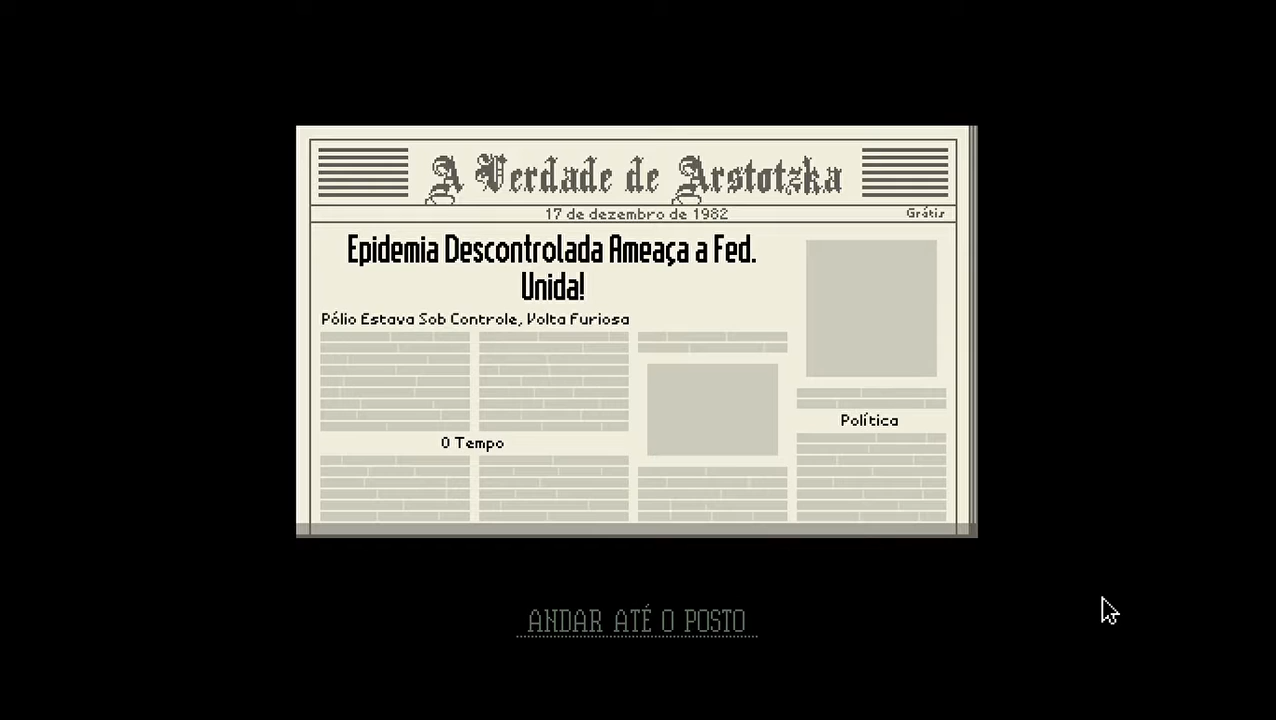 A Verdade de Arstotzka
17 de dezembro de 1982
Grátis
Epidemia Descontrolada Ameaça a Fed.
Unida!
Pólio Estava Sob Controle, Volta Furiosa
O Tempo
Política
ANDAR ATÉ O POSTO